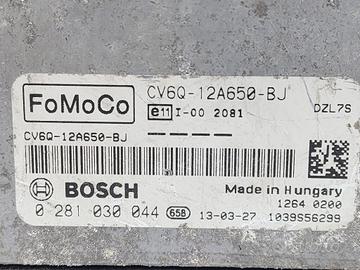 FoMoCo
CV6Q-12A650-BJ
e11 I-00 2081
DZL7S
CV6Q-12A650-BJ
BOSCH
Made in Hungary
1264 0200
0 281 030 044 658 13-03-27 1039S56299